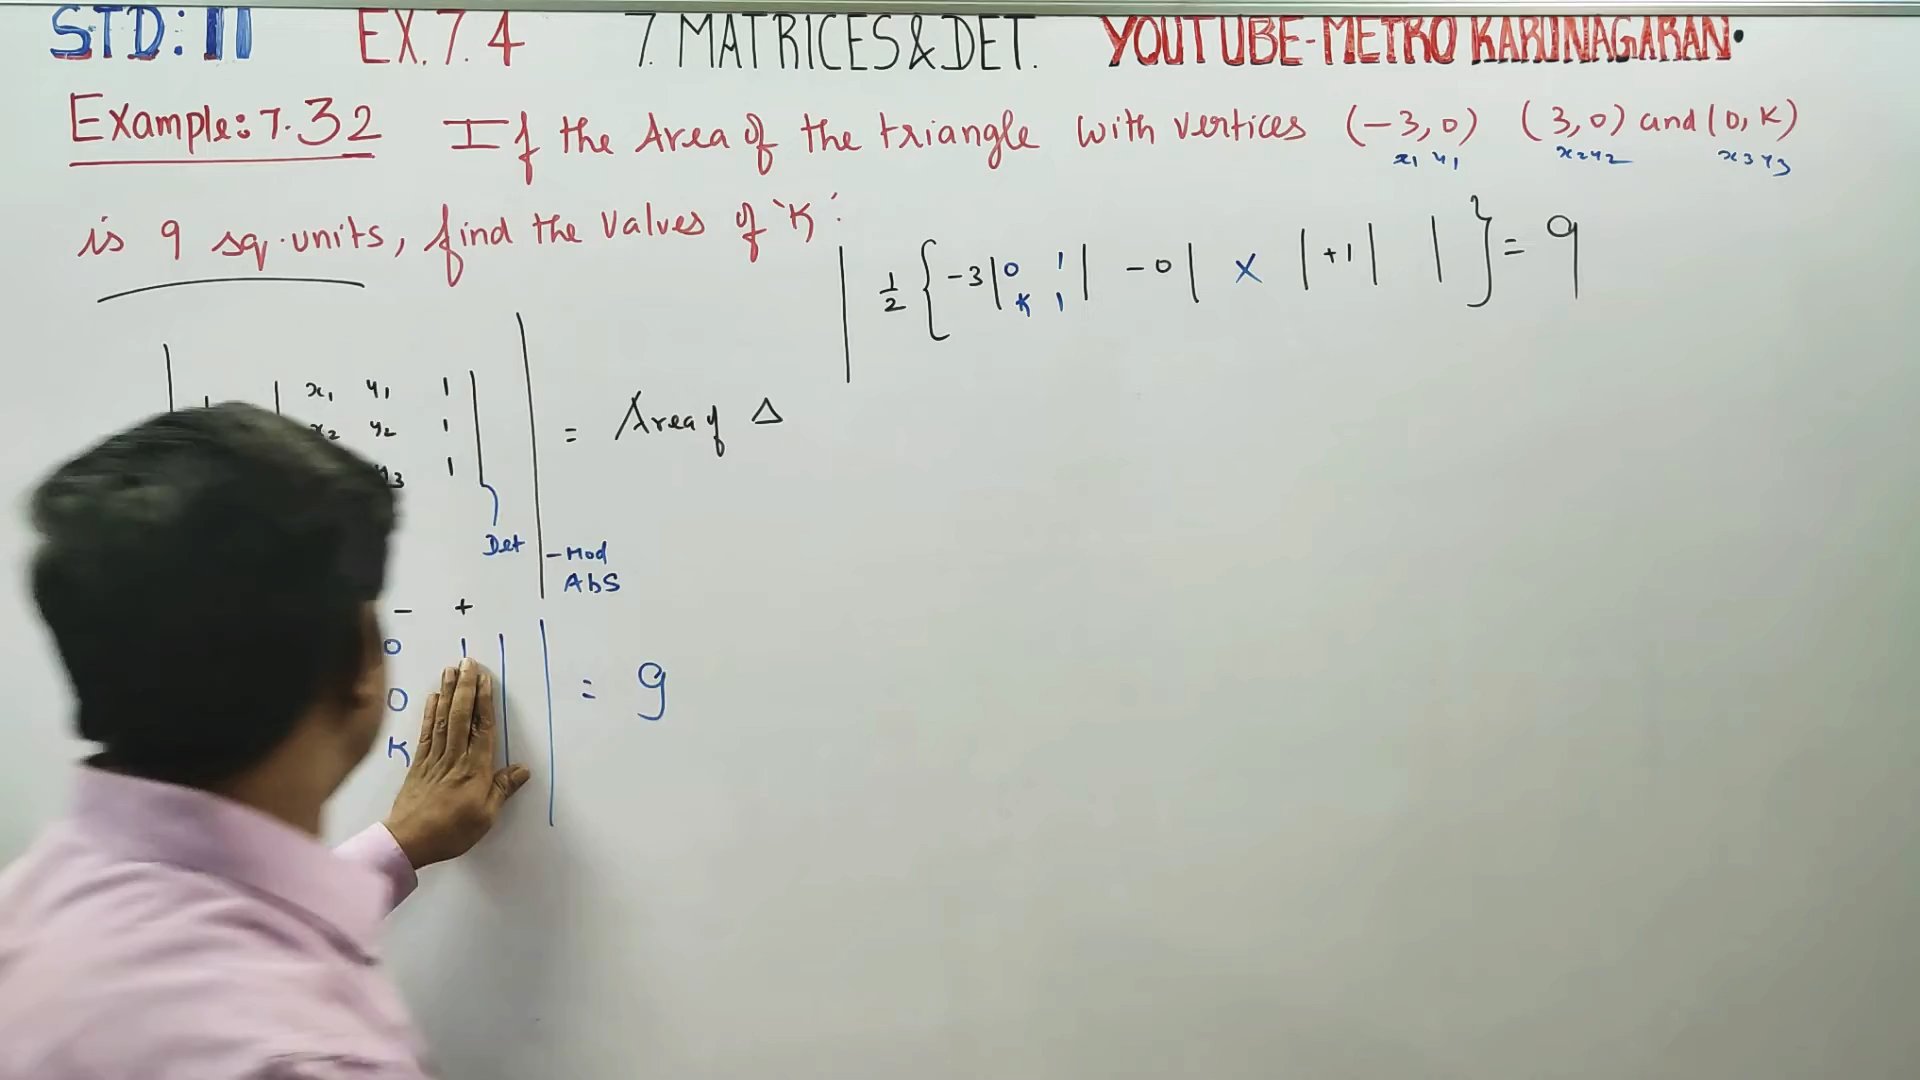 STD: 11 EX. 7.4 7. MATRICES & DET. YOUTUBE-METRO KARUNAGARAN.
Example: 7.32 If the Area of the triangle with vertices (-3,0) (3,0) and (0,K)
x1 y1 x2 y2 x3 y3
is 9 sq.units, find the values of 'K'.
| 1/2 { -3 | 0 1 | -0 | × | +1 | | } = 9
K 1
x1 y1 1
x2 y2 1 = Area of Δ
y3 1
Det - Mod
Abs
- +
0 1
0 = 9
K